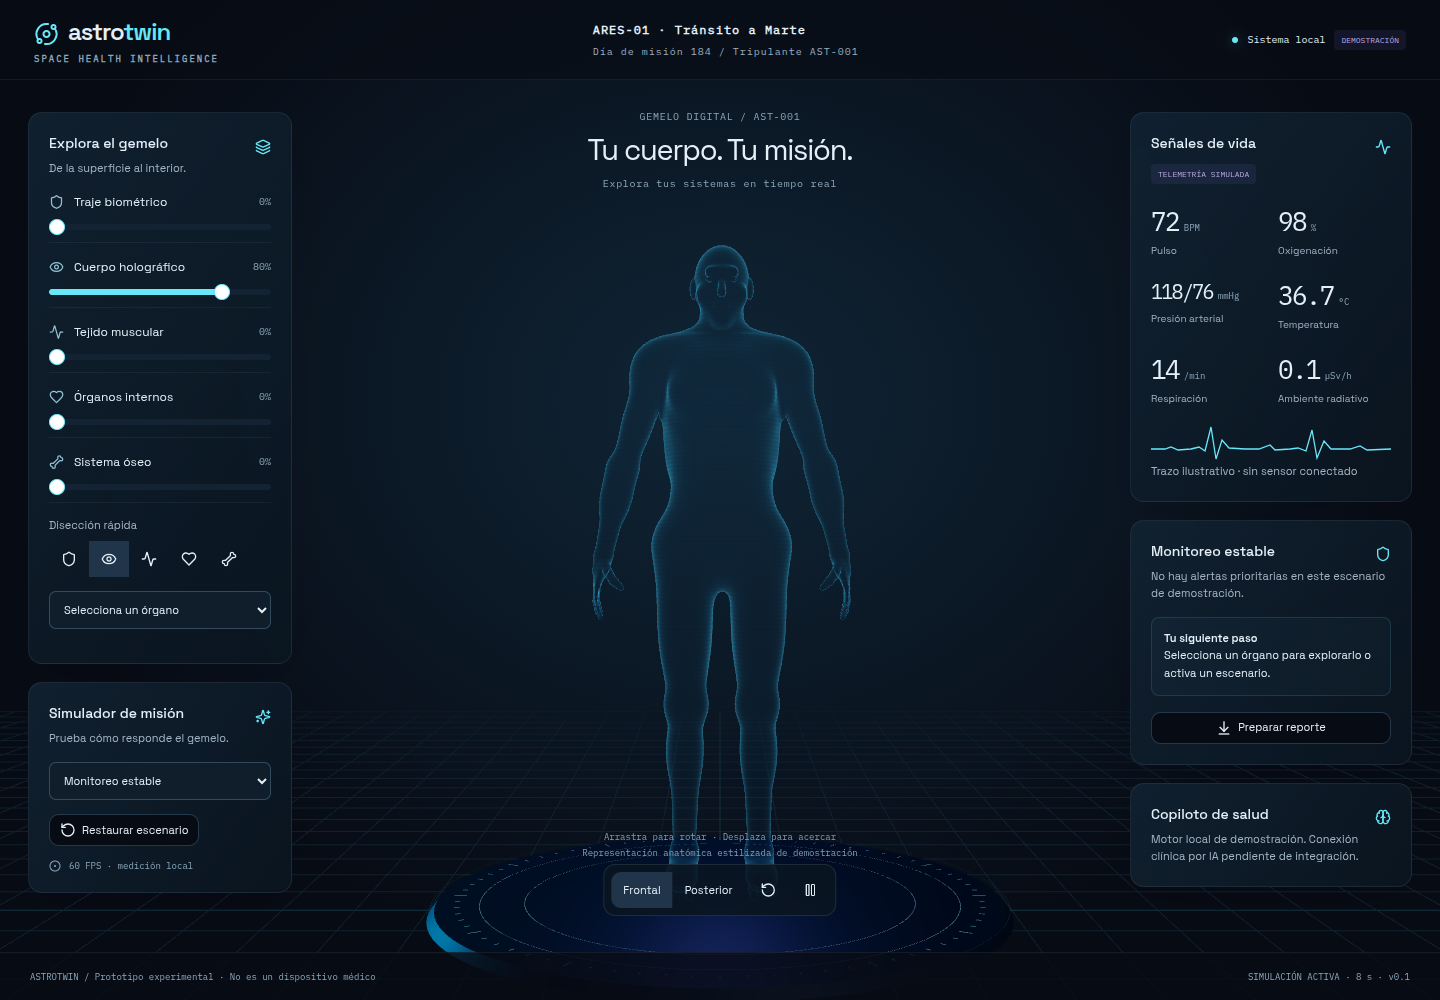 astrotwin
SPACE HEALTH INTELLIGENCE
ARES-01 · Tránsito a Marte
Día de misión 184 / Tripulante AST-001
Sistema local
DEMOSTRACIÓN
Explora el gemelo
De la superficie al interior.
Traje biométrico 0%
Cuerpo holográfico 80%
Tejido muscular 0%
Órganos internos 0%
Sistema óseo 0%
Disección rápida
Selecciona un órgano
Simulador de misión
Prueba cómo responde el gemelo.
Monitoreo estable
Restaurar escenario
60 FPS · medición local
GEMELO DIGITAL / AST-001
Tu cuerpo. Tu misión.
Explora tus sistemas en tiempo real
Arrastra para rotar · Desplaza para acercar
Representación anatómica estilizada de demostración
Frontal Posterior
Señales de vida
TELEMETRÍA SIMULADA
72 BPM
Pulso
98 %
Oxigenación
118/76 mmHg
Presión arterial
36.7 °C
Temperatura
14 /min
Respiración
0.1 µSv/h
Ambiente radiativo
Trazo ilustrativo · sin sensor conectado
Monitoreo estable
No hay alertas prioritarias en este escenario
de demostración.
Tu siguiente paso
Selecciona un órgano para explorarlo o
activa un escenario.
Preparar reporte
Copiloto de salud
Motor local de demostración. Conexión
clínica por IA pendiente de integración.
ASTROTWIN / Prototipo experimental · No es un dispositivo médico
SIMULACIÓN ACTIVA · 8 s · v0.1